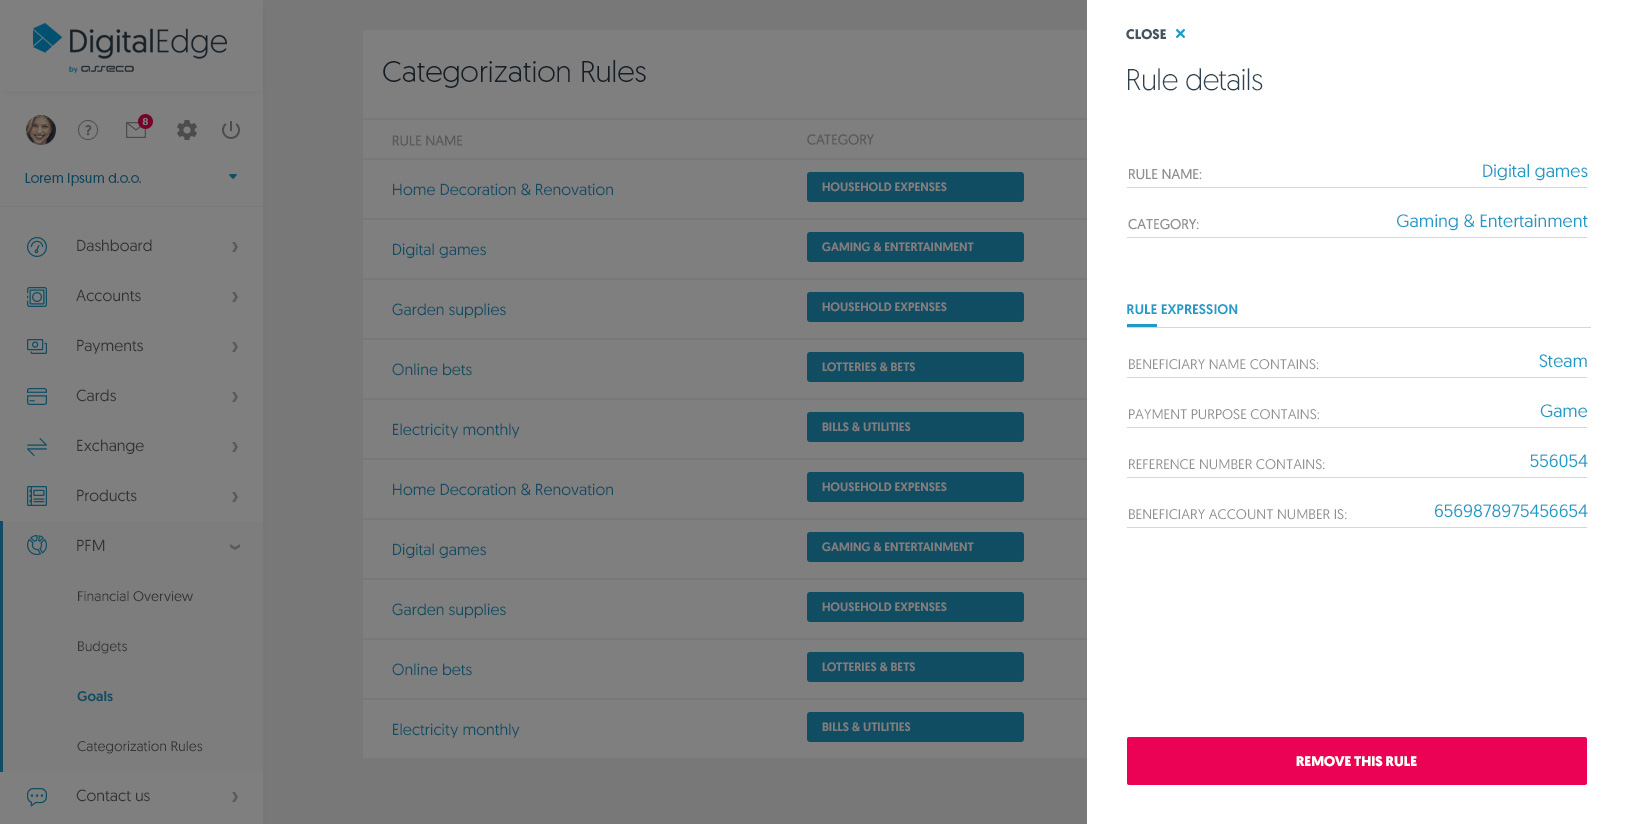 DigitalEdge
by asseco
?
8
Lorem Ipsum d.o.o.
Dashboard
Accounts
Payments
Cards
Exchange
Products
PFM
Financial Overview
Budgets
Goals
Categorization Rules
Contact us
Categorization Rules
RULE NAME CATEGORY
Home Decoration & Renovation HOUSEHOLD EXPENSES
Digital games GAMING & ENTERTAINMENT
Garden supplies HOUSEHOLD EXPENSES
Online bets LOTTERIES & BETS
Electricity monthly BILLS & UTILITIES
Home Decoration & Renovation HOUSEHOLD EXPENSES
Digital games GAMING & ENTERTAINMENT
Garden supplies HOUSEHOLD EXPENSES
Online bets LOTTERIES & BETS
Electricity monthly BILLS & UTILITIES
CLOSE ×
Rule details
RULE NAME: Digital games
CATEGORY: Gaming & Entertainment
RULE EXPRESSION
BENEFICIARY NAME CONTAINS: Steam
PAYMENT PURPOSE CONTAINS: Game
REFERENCE NUMBER CONTAINS: 556054
BENEFICIARY ACCOUNT NUMBER IS: 6569878975456654
REMOVE THIS RULE